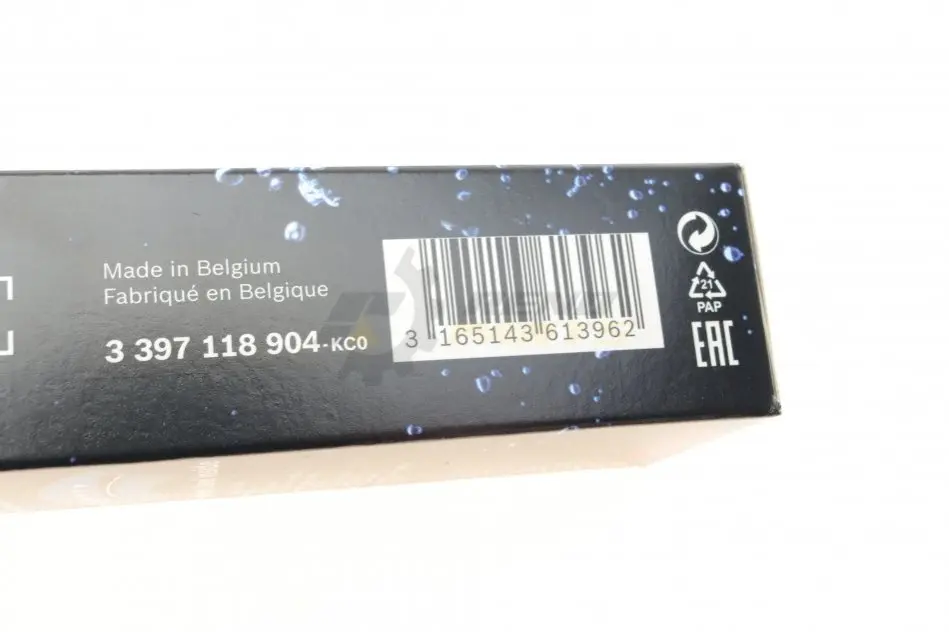 Made in Belgium
Fabriqué en Belgique
3 397 118 904-KC0
3 165143 613962
21
PAP
EAC